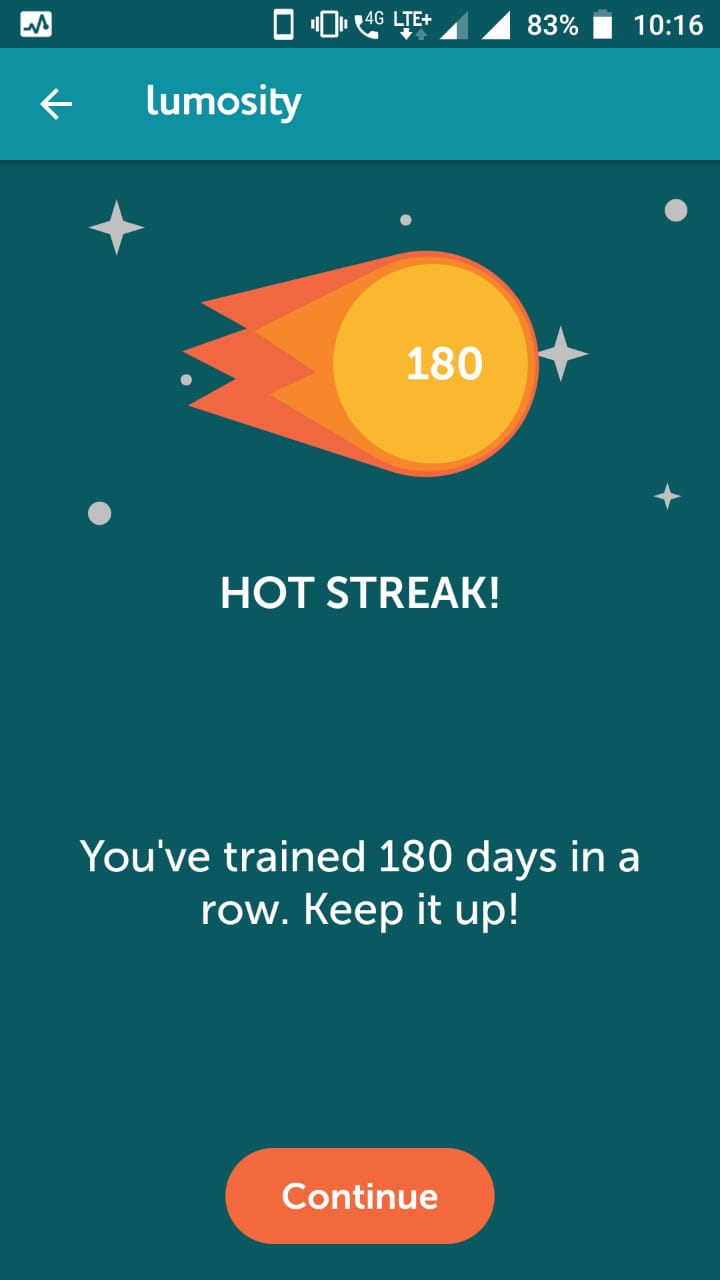 4G LTE+ 83% 10:16
lumosity
180
HOT STREAK!
You've trained 180 days in a
row. Keep it up!
Continue